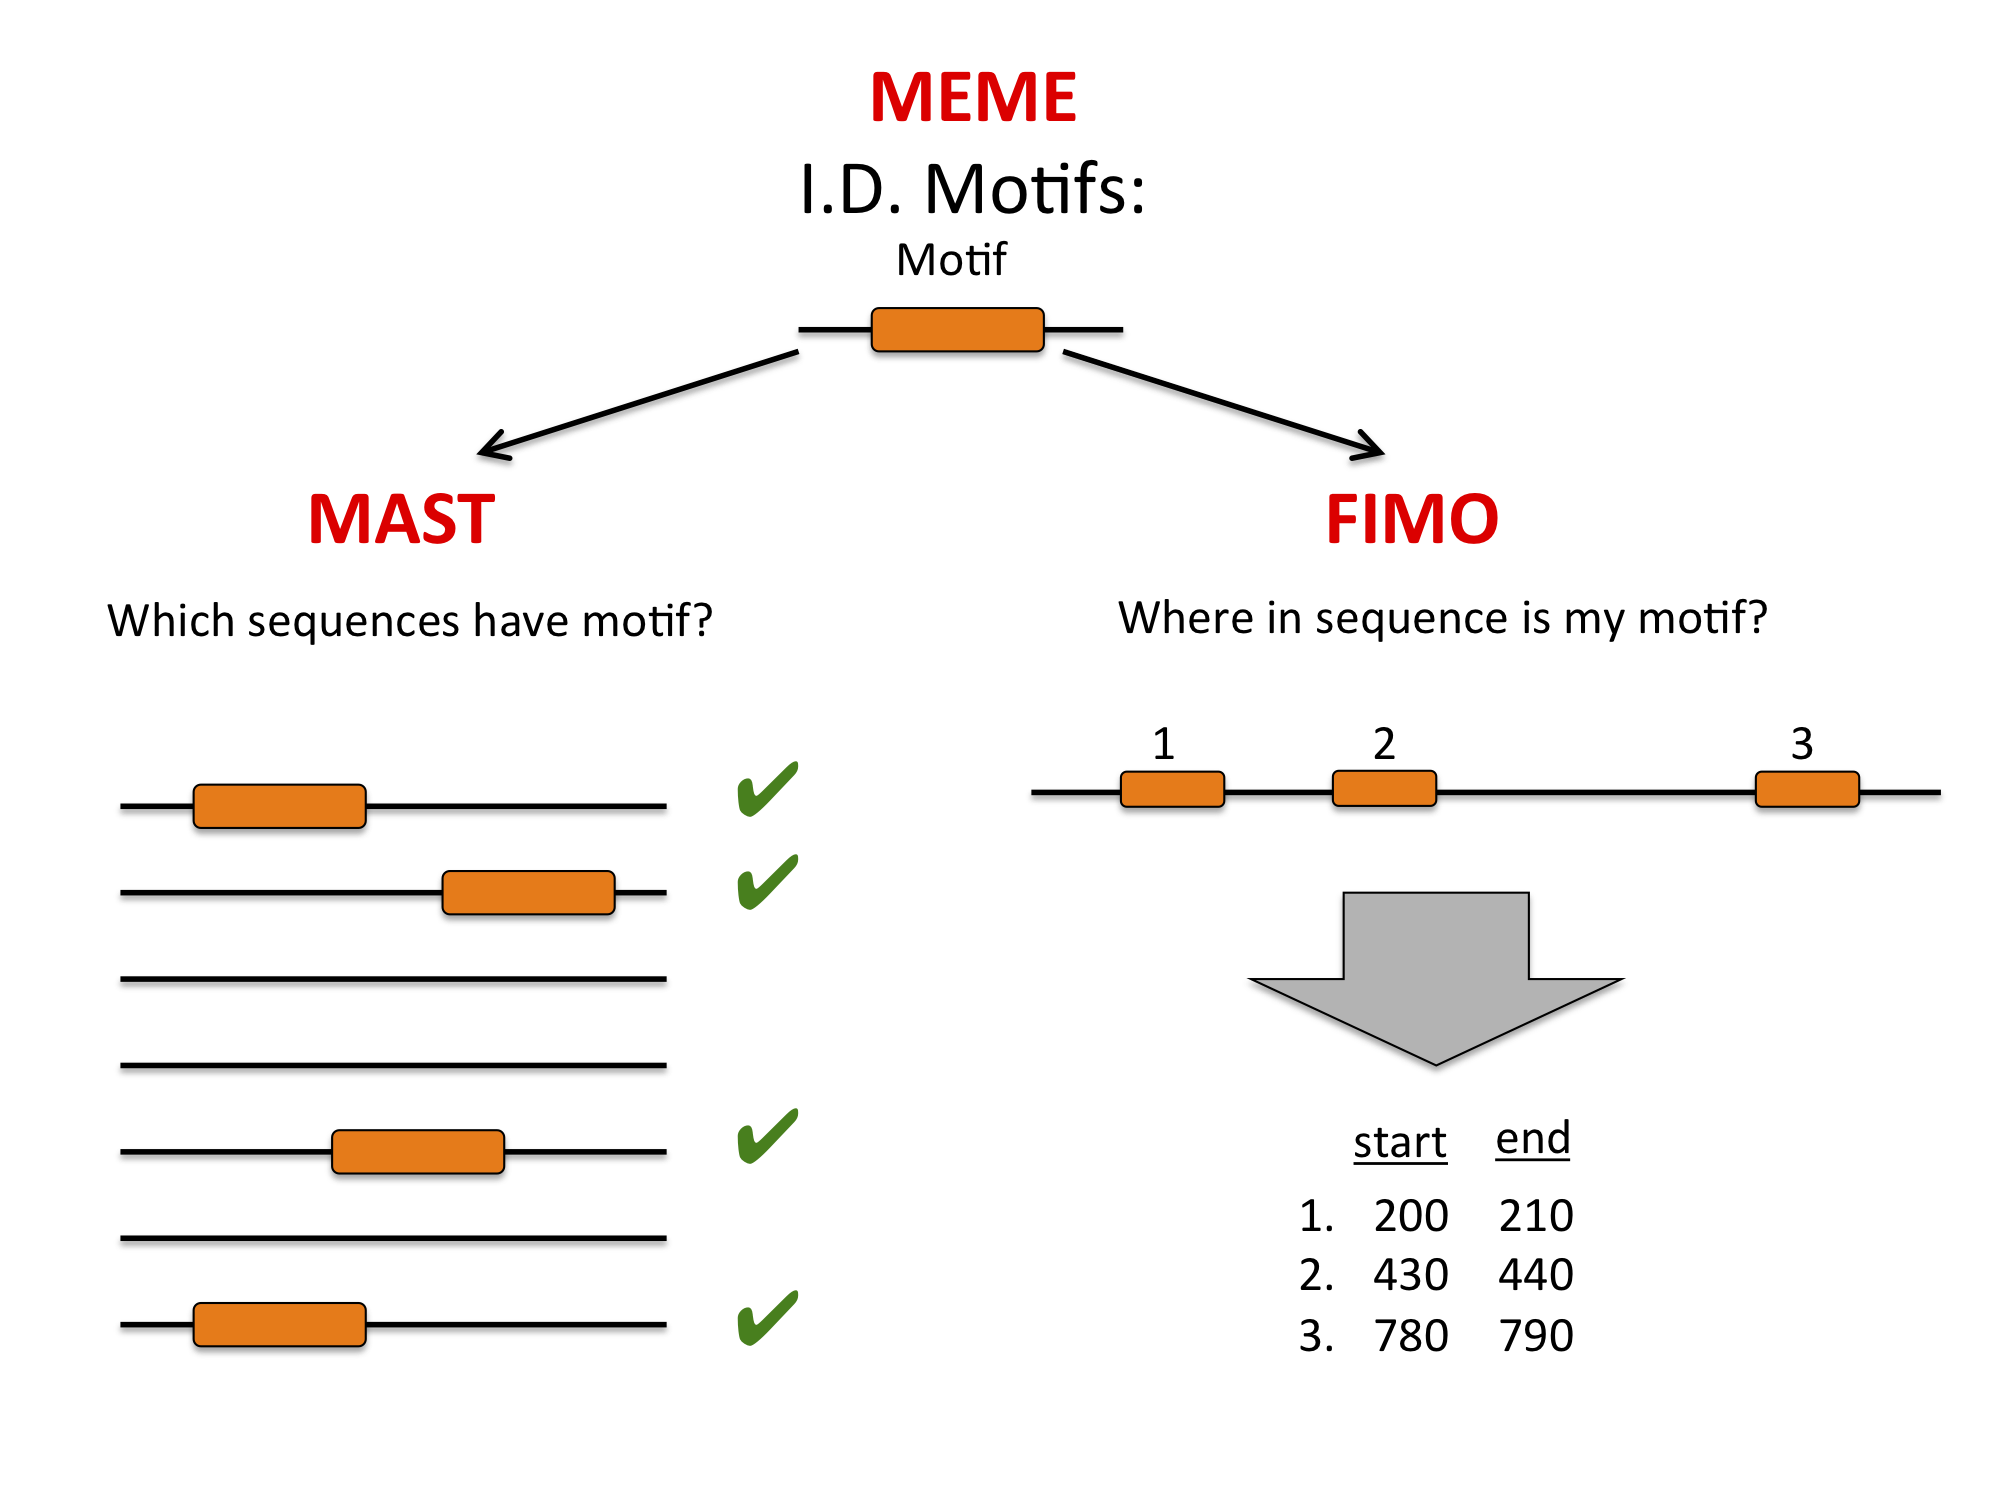 MEME
I.D. Motifs:
Motif
MAST
Which sequences have motif?
FIMO
Where in sequence is my motif?
1 2 3
start end
1. 200 210
2. 430 440
3. 780 790